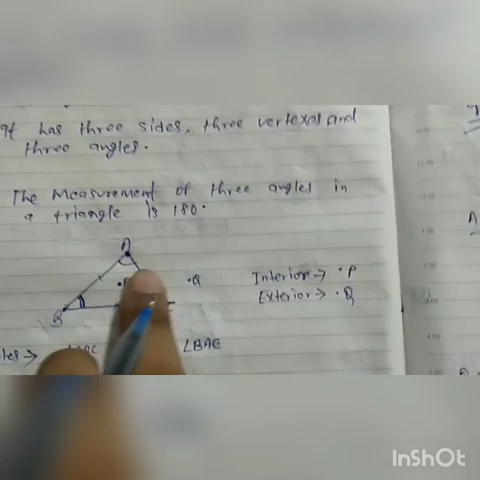 It has three sides, three vertexes and
three angles.
The Measurement of three angles in
a triangle is 180°
A
B
Q
Interior → · P
Exterior → · Q
InShOt